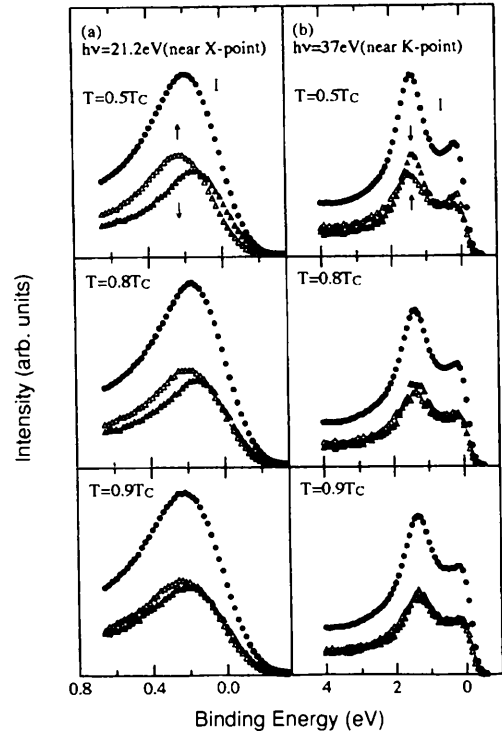 (a)
hν=21.2eV(near X-point)
I
T=0.5Tc
↑
↓
(b)
hν=37eV(near K-point)
I
T=0.5Tc
↓
↑
T=0.8Tc
T=0.8Tc
T=0.9Tc
T=0.9Tc
Intensity (arb. units)
0.8 0.4 0.0
4 2 0
Binding Energy (eV)